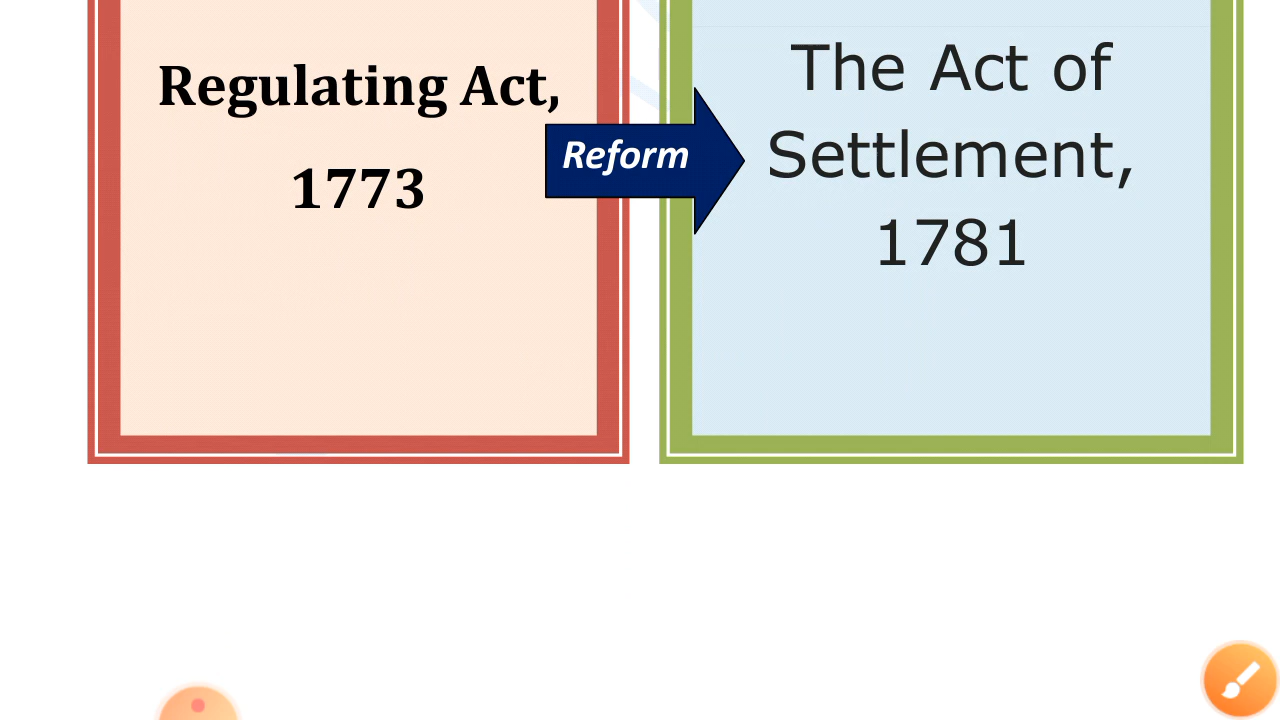 Regulating Act,
1773
Reform
The Act of
Settlement,
1781